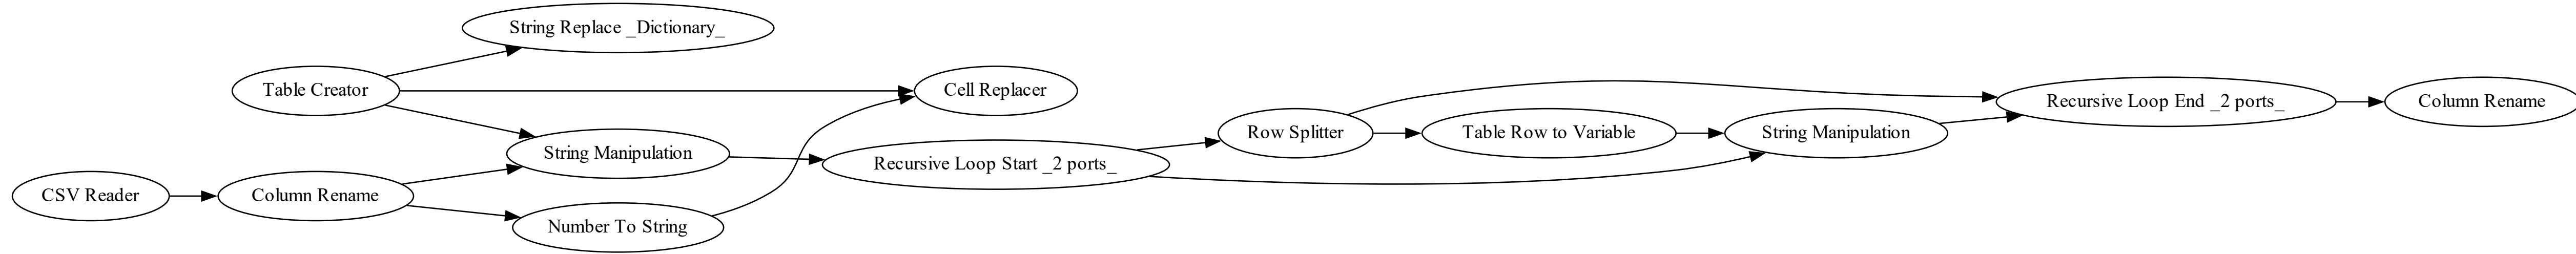 String Replace _Dictionary_
Table Creator
Cell Replacer
Column Rename
Recursive Loop End _2 ports_
Row Splitter
Table Row to Variable
String Manipulation
String Manipulation
Recursive Loop Start _2 ports_
CSV Reader
Column Rename
Number To String